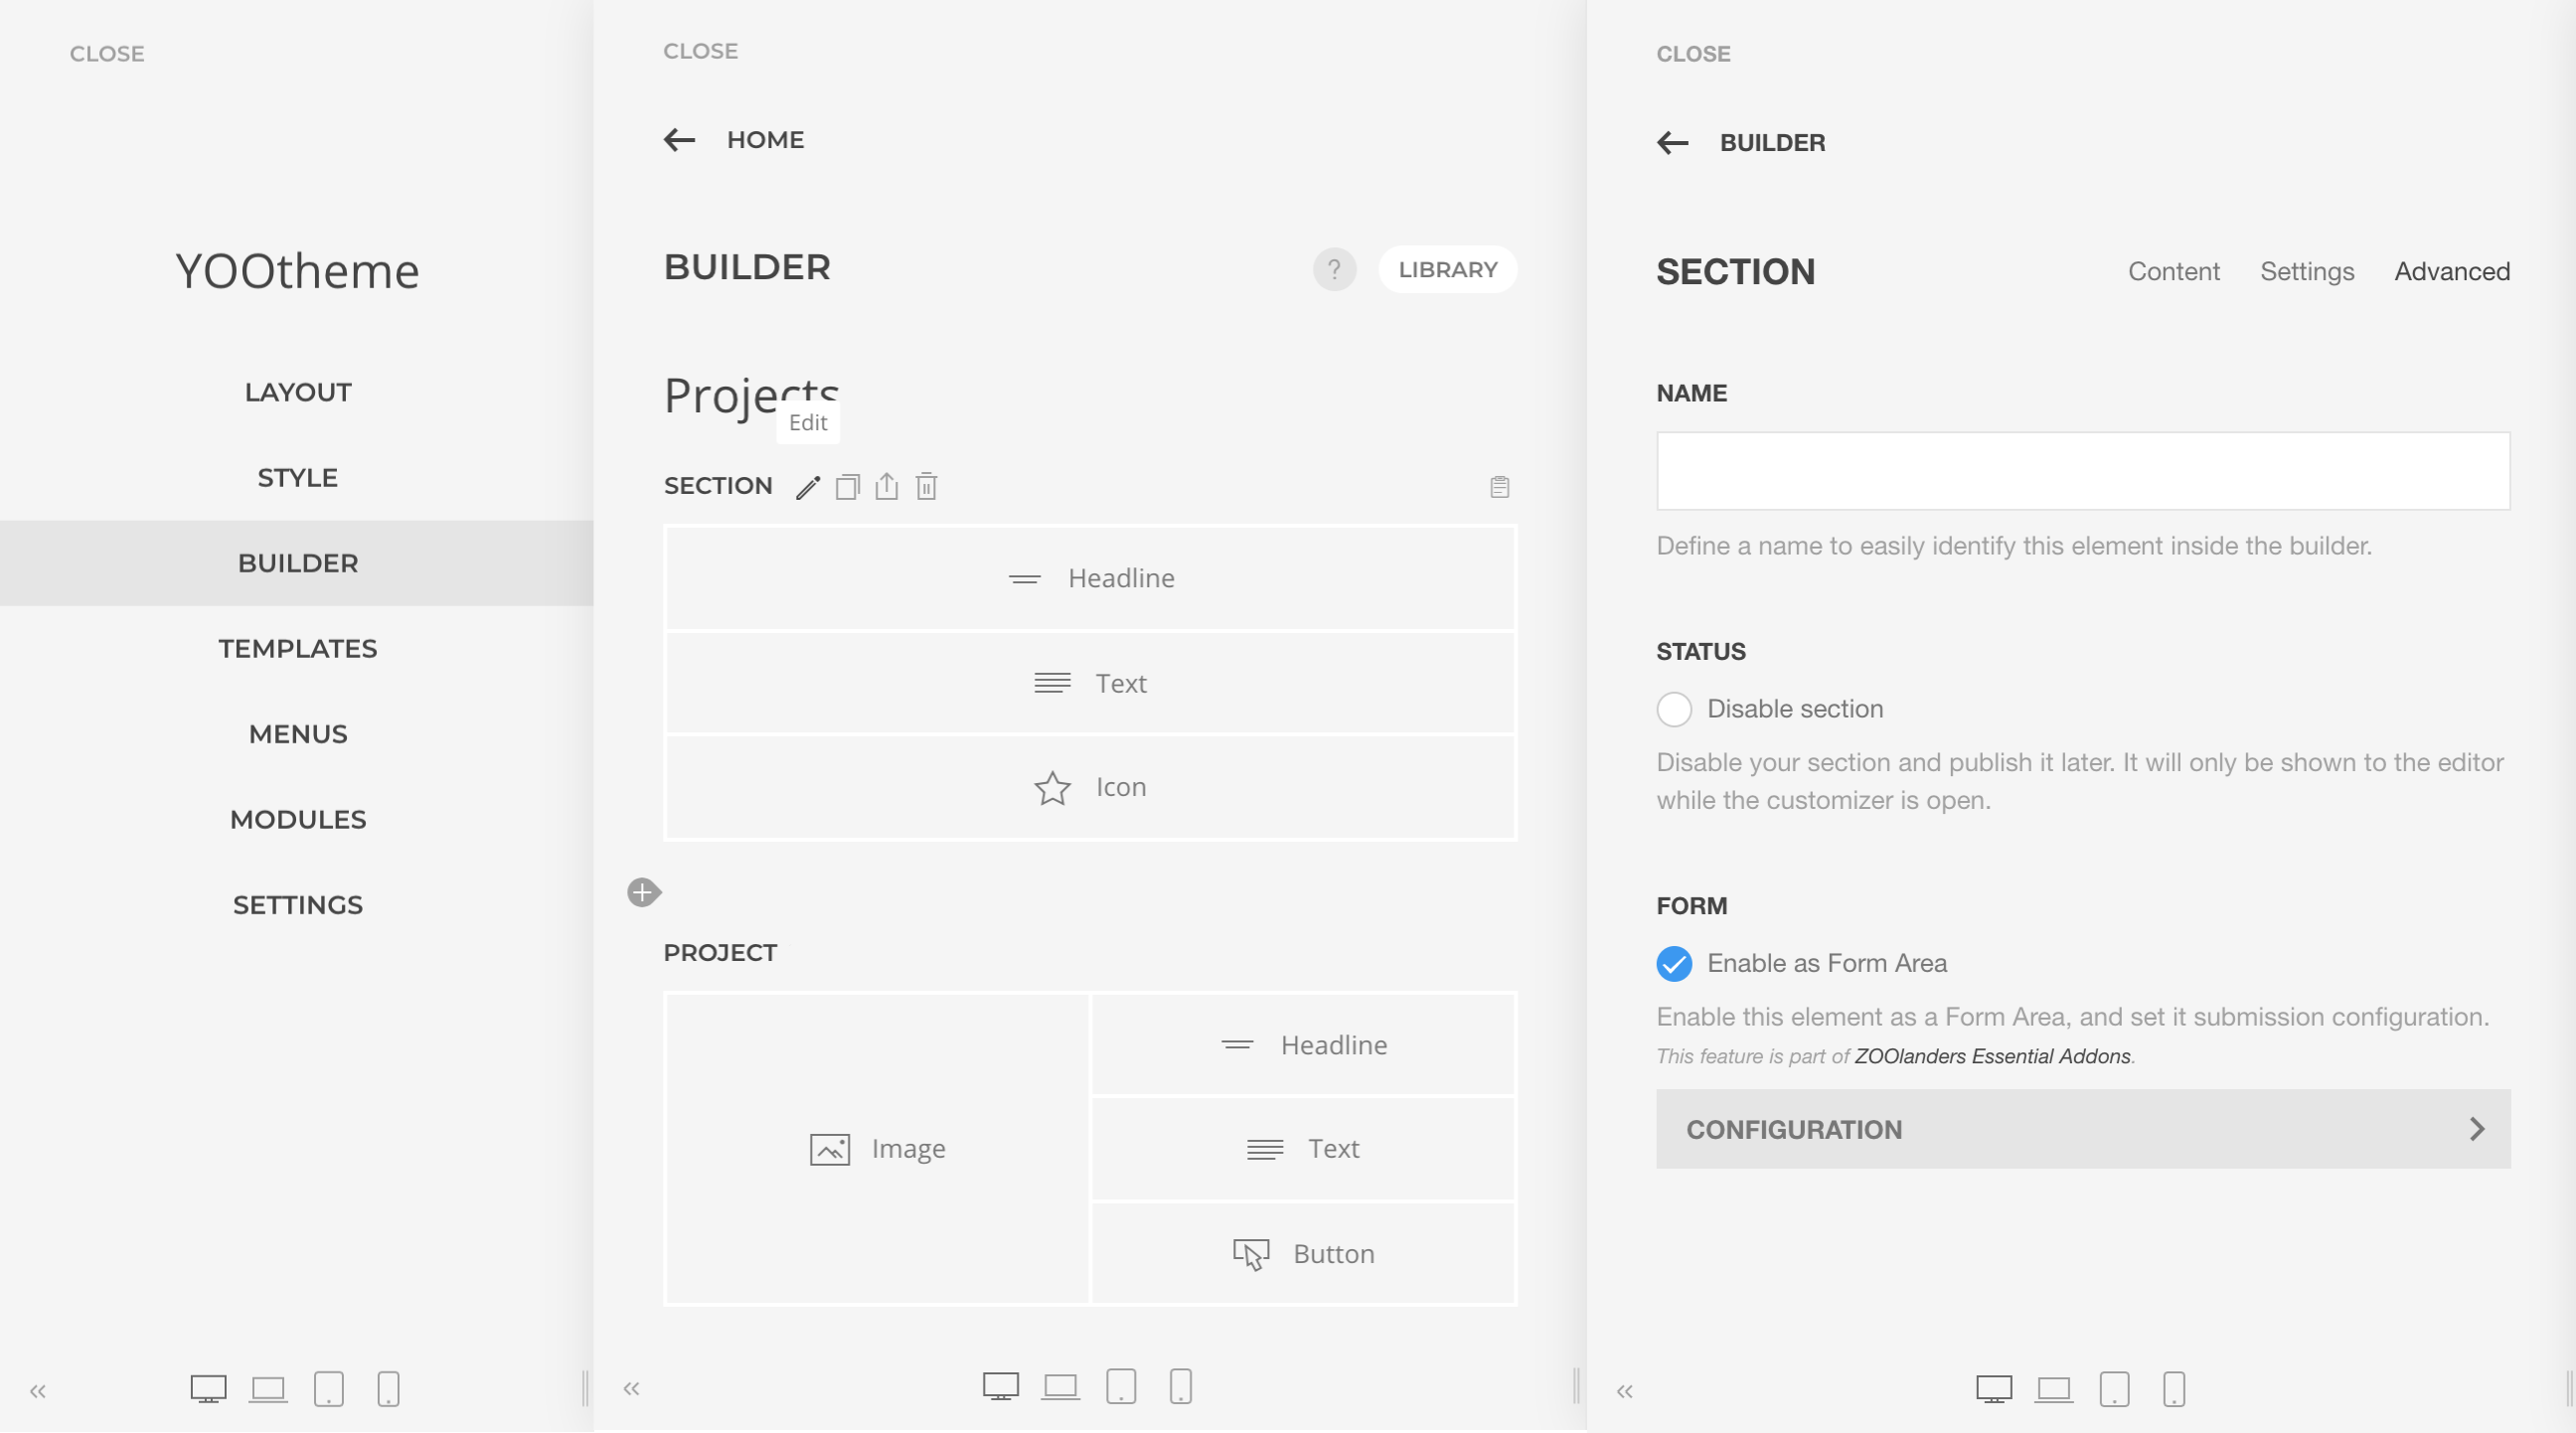 CLOSE
YOOtheme
LAYOUT
STYLE
BUILDER
TEMPLATES
MENUS
MODULES
SETTINGS
CLOSE
HOME
BUILDER
?
LIBRARY
Projects
Edit
SECTION
Headline
Text
Icon
PROJECT
Image
Headline
Text
Button
CLOSE
BUILDER
SECTION
Content Settings Advanced
NAME
Define a name to easily identify this element inside the builder.
STATUS
Disable section
Disable your section and publish it later. It will only be shown to the editor
while the customizer is open.
FORM
Enable as Form Area
Enable this element as a Form Area, and set it submission configuration.
This feature is part of ZOOlanders Essential Addons.
CONFIGURATION